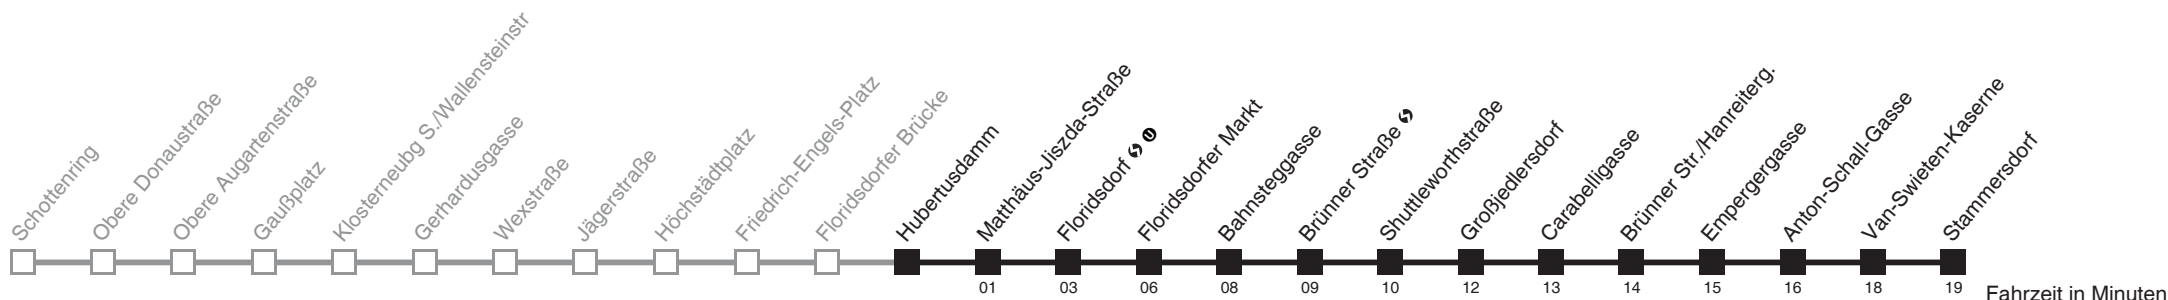 Schottenring
Obere Donaustraße
Obere Augartenstraße
Gaußplatz
Klosterneubg S./Wallensteinstr
Gerhardusgasse
Wexstraße
Jägerstraße
Höchstädtplatz
Friedrich-Engels-Platz
Floridsdorfer Brücke
Hubertusdamm
Matthäus-Jiszda-Straße
Floridsdorf S U
Floridsdorfer Markt
Bahnsteggasse
Brünner Straße S
Shuttleworthstraße
Großjedlersdorf
Carabelligasse
Brünner Str./Hanreiterg.
Empergergasse
Anton-Schall-Gasse
Van-Swieten-Kaserne
Stammersdorf
01 03 06 08 09 10 12 13 14 15 16 18 19 Fahrzeit in Minuten